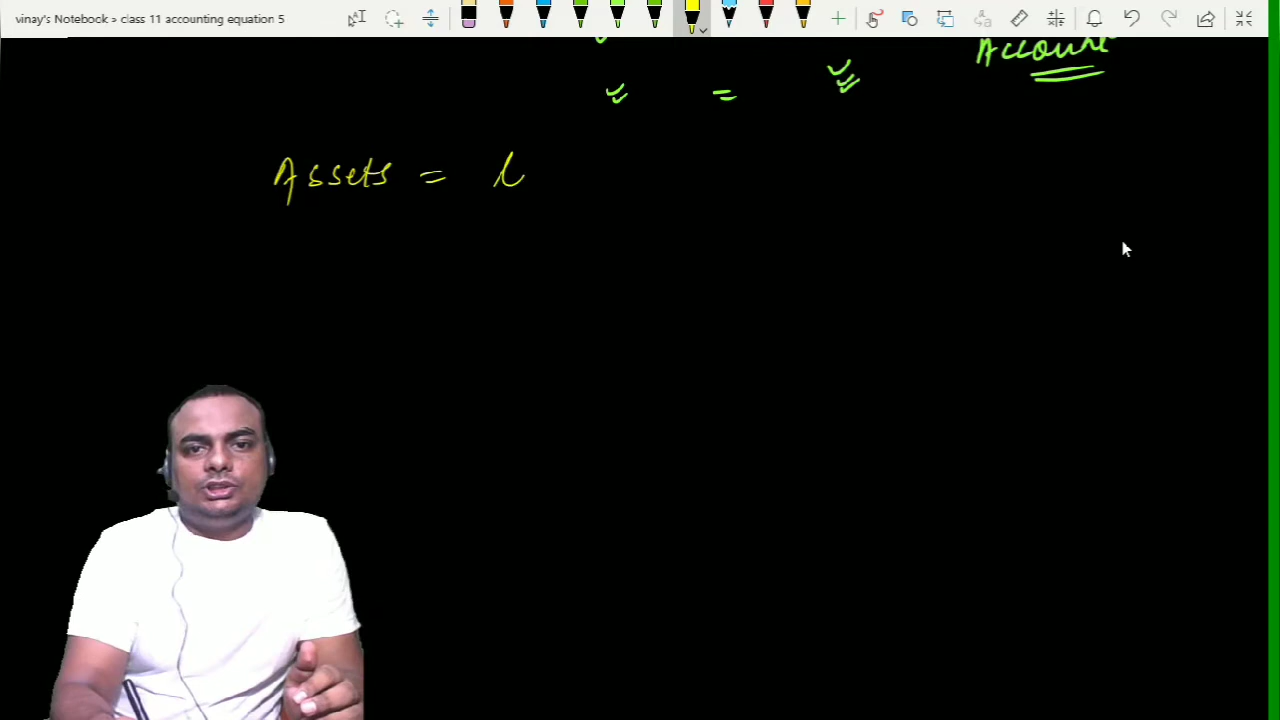 vinay's Notebook > class 11 accounting equation 5
Account
=
Assets = L